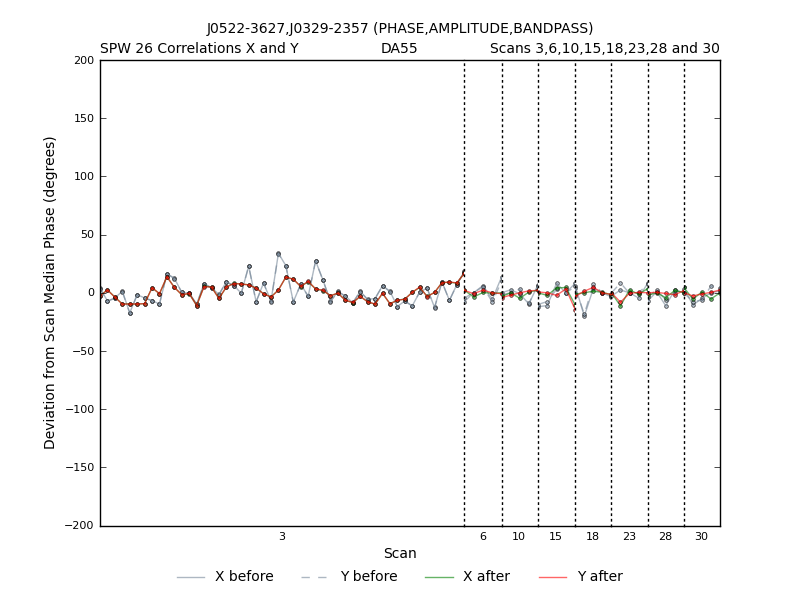 J0522-3627,J0329-2357 (PHASE,AMPLITUDE,BANDPASS)
SPW 26 Correlations X and Y DA55 Scans 3,6,10,15,18,23,28 and 30
200
150
100
50
0
−50
−100
−150
−200
Deviation from Scan Median Phase (degrees)
3 6 10 15 18 23 28 30
Scan
X before Y before X after Y after